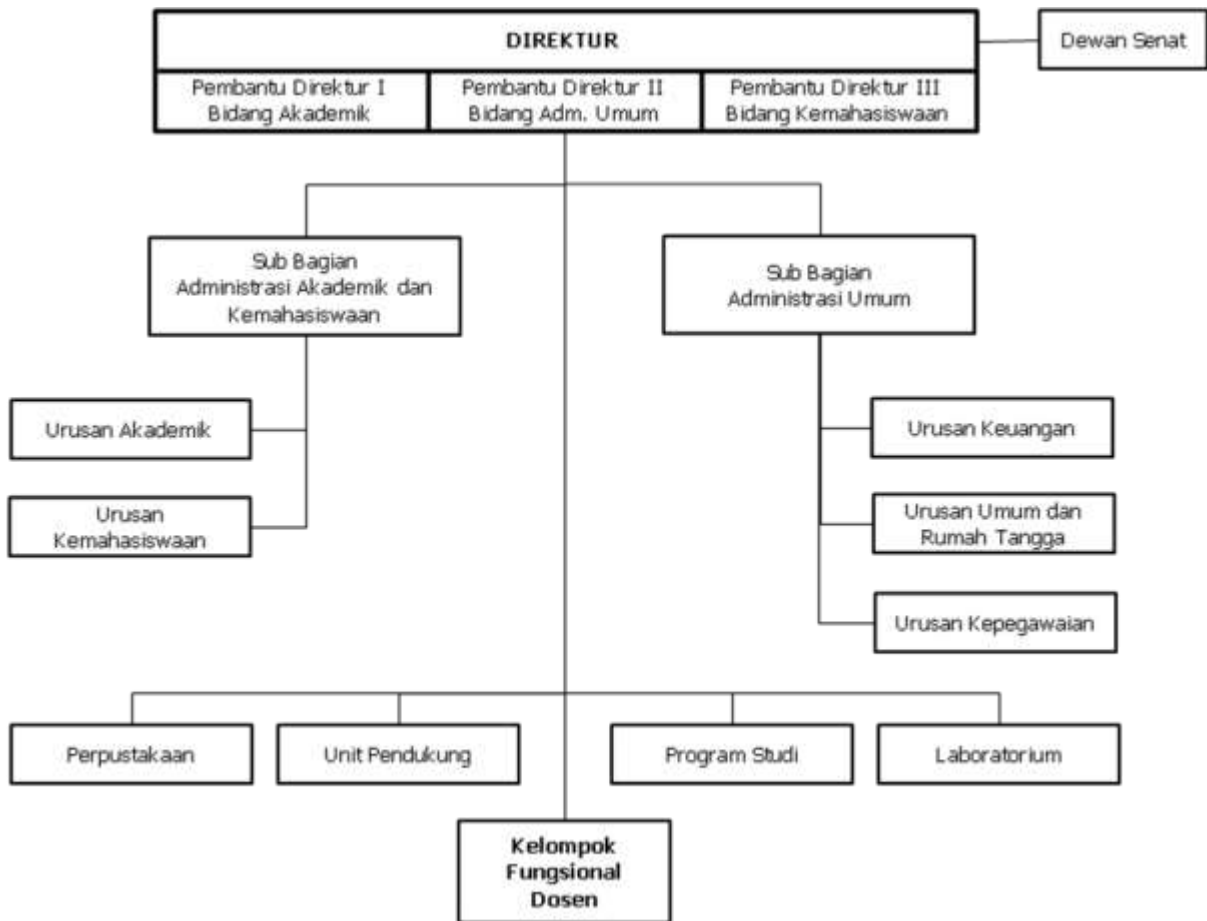 DIREKTUR
Dewan Senat
Pembantu Direktur I
Bidang Akademik
Pembantu Direktur II
Bidang Adm. Umum
Pembantu Direktur III
Bidang Kemahasiswaan
Sub Bagian
Administrasi Akademik dan
Kemahasiswaan
Sub Bagian
Administrasi Umum
Urusan Akademik
Urusan Keuangan
Urusan
Kemahasiswaan
Urusan Umum dan
Rumah Tangga
Urusan Kepegawaian
Perpustakaan
Unit Pendukung
Program Studi
Laboratorium
Kelompok
Fungsional
Dosen